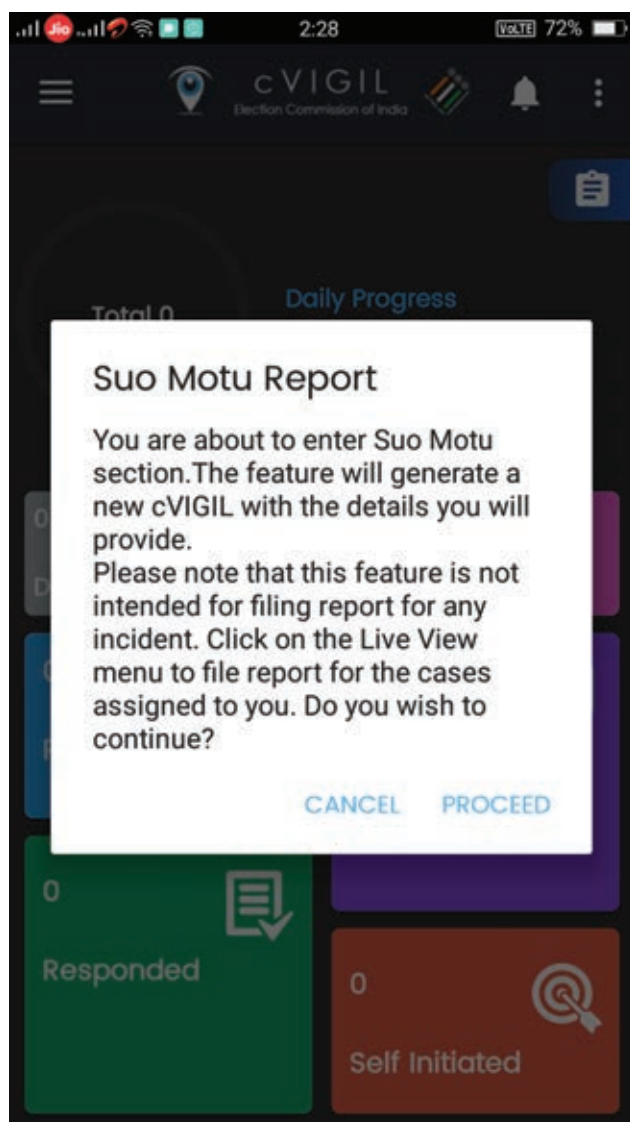 Jio 2:28 VoLTE 72%
cVIGIL
Election Commission of India
Daily Progress
Total 0
Suo Motu Report
You are about to enter Suo Motu
section.The feature will generate a
new cVIGIL with the details you will
provide.
Please note that this feature is not
intended for filing report for any
incident. Click on the Live View
menu to file report for the cases
assigned to you. Do you wish to
continue?
CANCEL PROCEED
0
0
Responded
0
Self Initiated